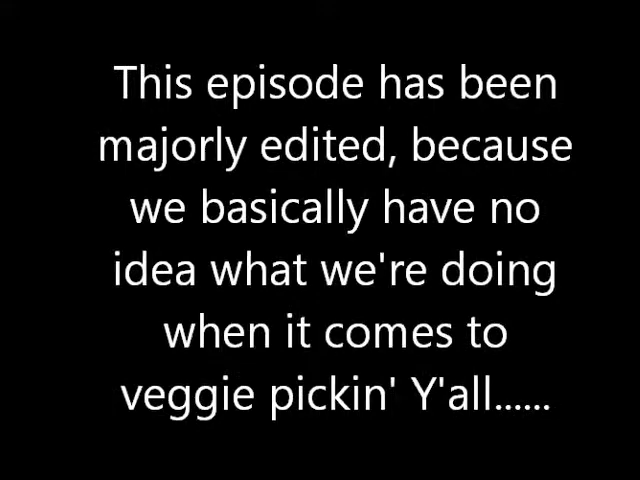 This episode has been
majorly edited, because
we basically have no
idea what we're doing
when it comes to
veggie pickin' Y'all......